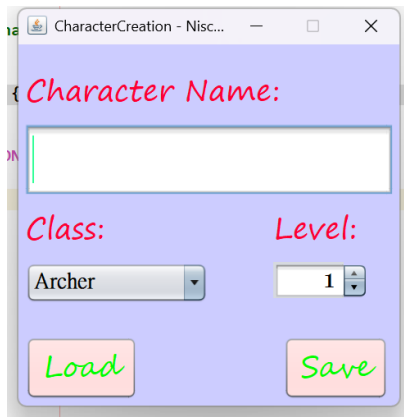 CharacterCreation - Nisc...
Character Name:
Class: Level:
Archer 1
Load Save